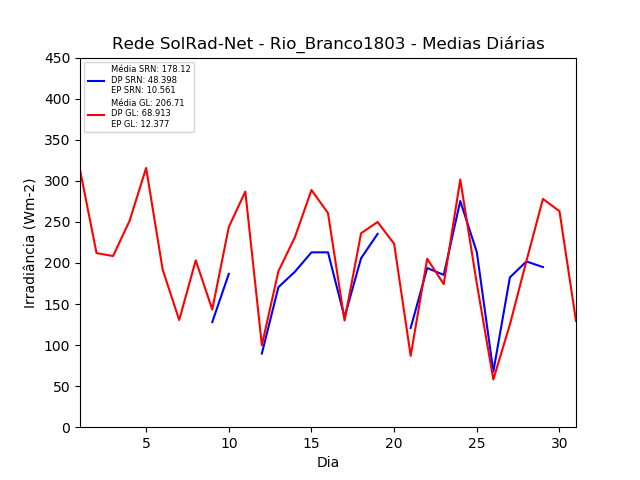 Rede SolRad-Net - Rio_Branco1803 - Medias Diárias
450
400
350
300
250
200
150
100
50
0
Irradiância (Wm-2)
Média SRN: 178.12
DP SRN: 48.398
EP SRN: 10.561
Média GL: 206.71
DP GL: 68.913
EP GL: 12.377
5
10
15
20
25
30
Dia